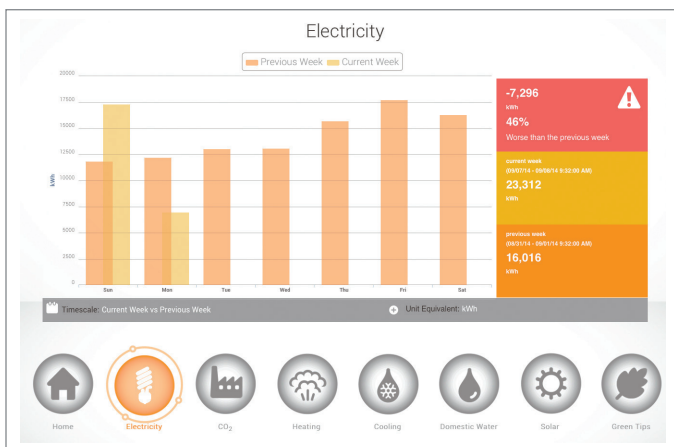 Electricity
Previous Week Current Week
20000
17500
15000
12500
10000
7500
5000
2500
0
kWh
Sun Mon Tue Wed Thu Fri Sat
-7,296
kWh
46%
Worse than the previous week
current week
(09/07/14 - 09/08/14 9:32:00 AM)
23,312
kWh
previous week
(08/31/14 - 09/01/14 9:32:00 AM)
16,016
kWh
Timescale: Current Week vs Previous Week
Unit Equivalent: kWh
Home Electricity CO₂ Heating Cooling Domestic Water Solar Green Tips